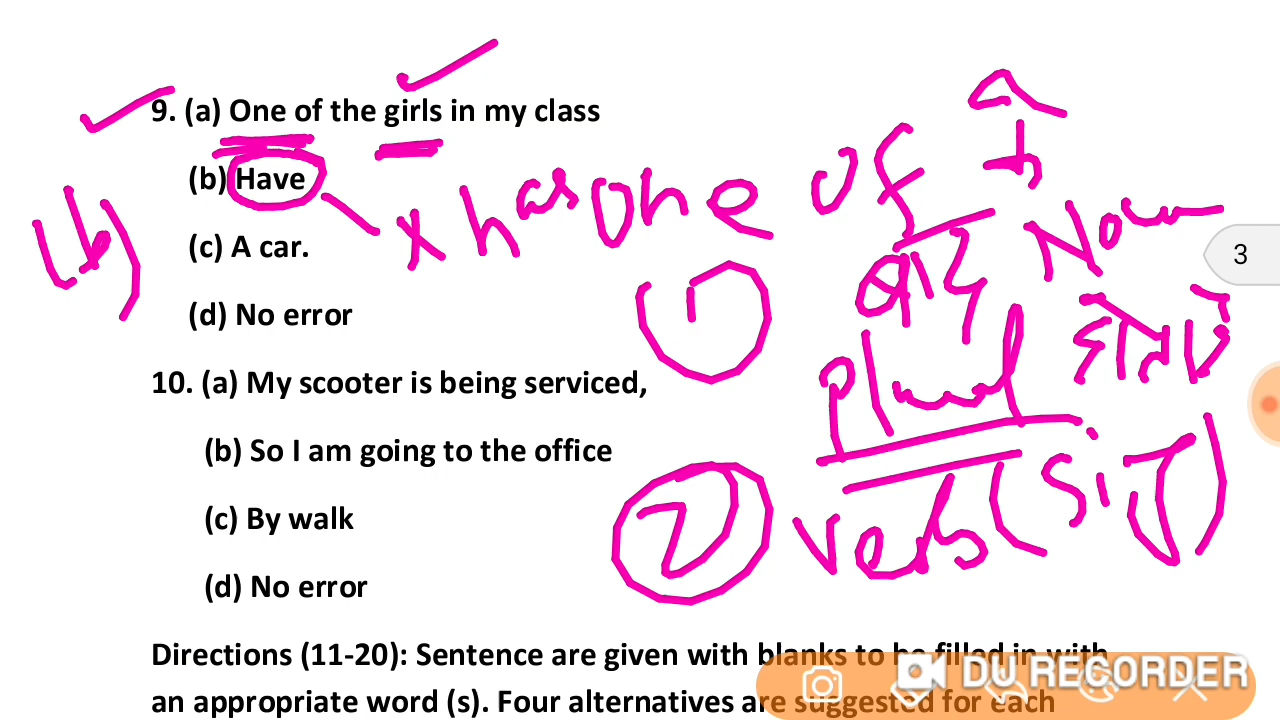 9. (a) One of the girls in my class
(b) Have
x has one of
Noun
(b)
(c) A car.
3
1
(d) No error
Plural
10. (a) My scooter is being serviced,
(b) So I am going to the office
2
verb (Sing)
(c) By walk
(d) No error
Directions (11-20): Sentence are given with blanks to be filled in with
DU RECORDER
an appropriate word (s). Four alternatives are suggested for each